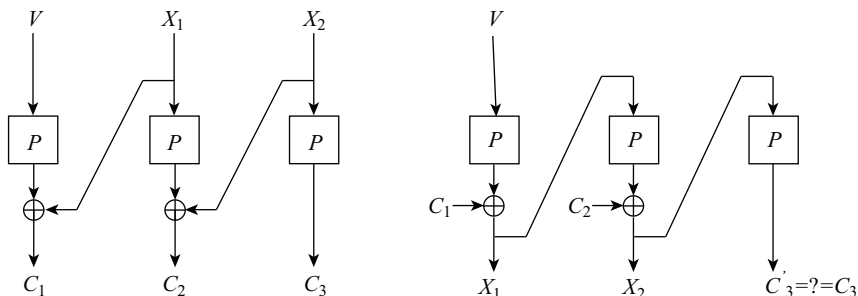 V X₁ X₂ V
P P P P P P
C₁ C₂
C₁ C₂ C₃ X₁ X₂ C'₃=?=C₃